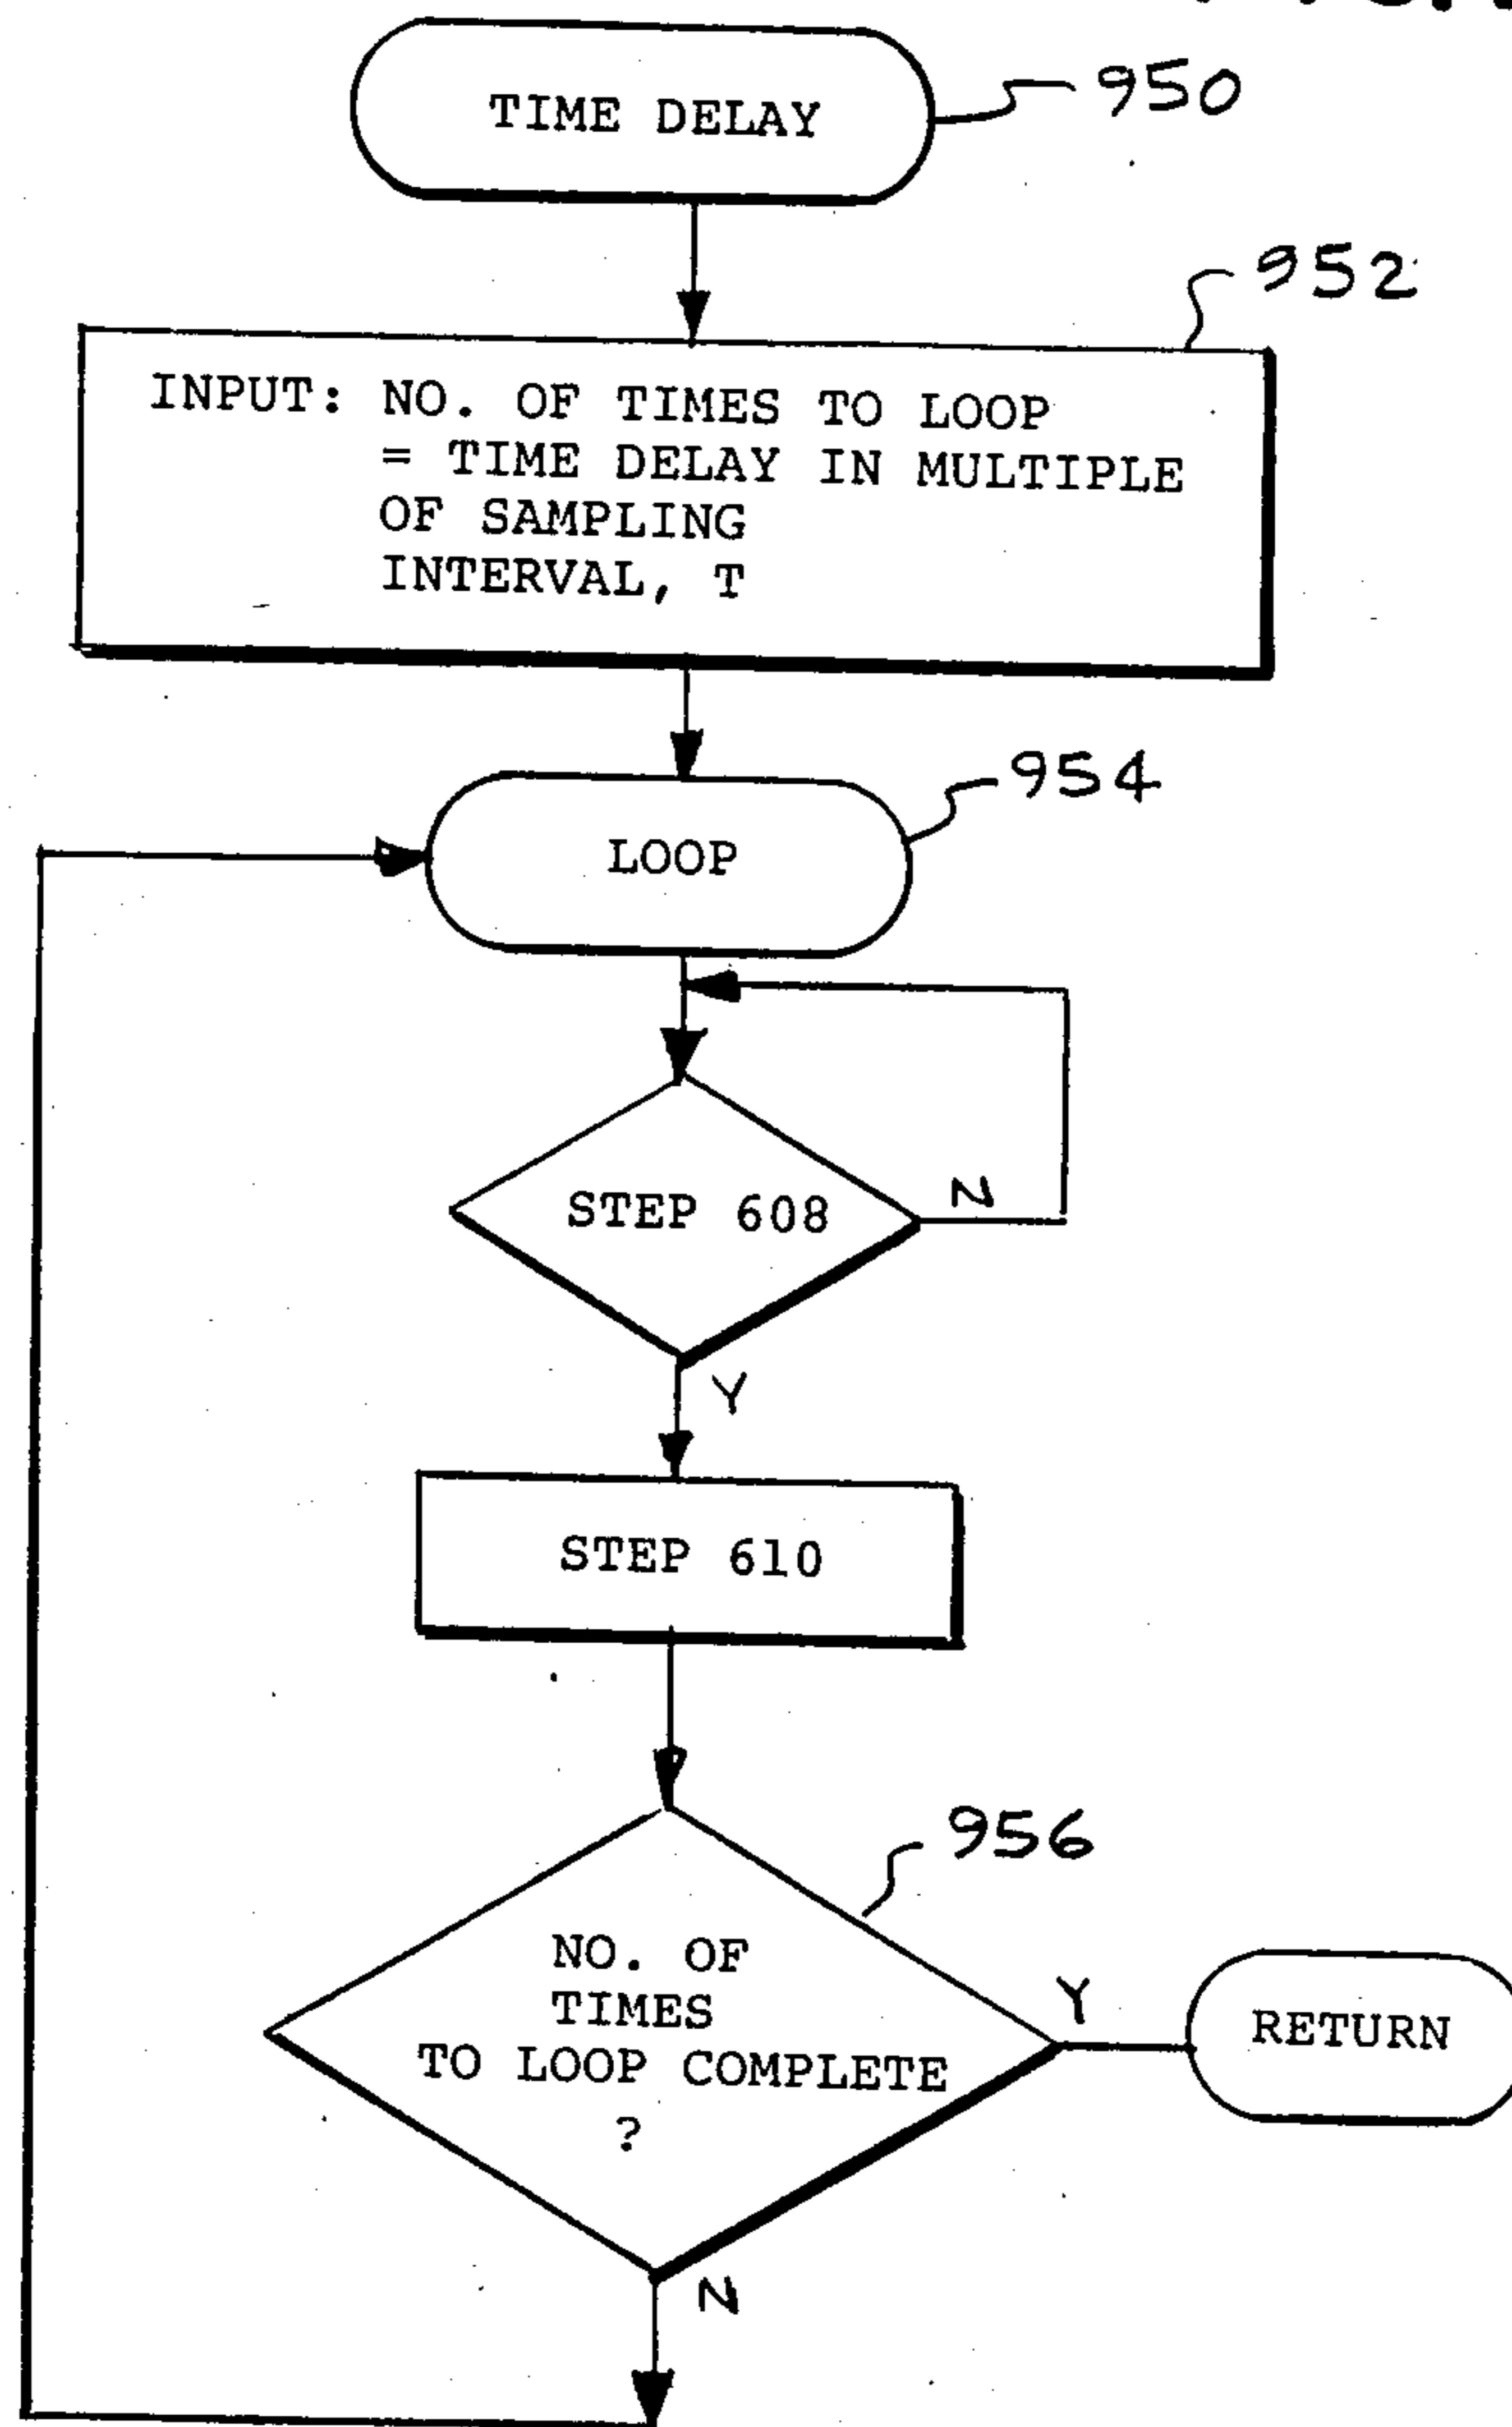 TIME DELAY
950
952
INPUT: NO. OF TIMES TO LOOP
= TIME DELAY IN MULTIPLE
OF SAMPLING
INTERVAL, T
954
LOOP
STEP 608
N
Y
STEP 610
956
NO. OF
TIMES
TO LOOP COMPLETE
?
Y
RETURN
N